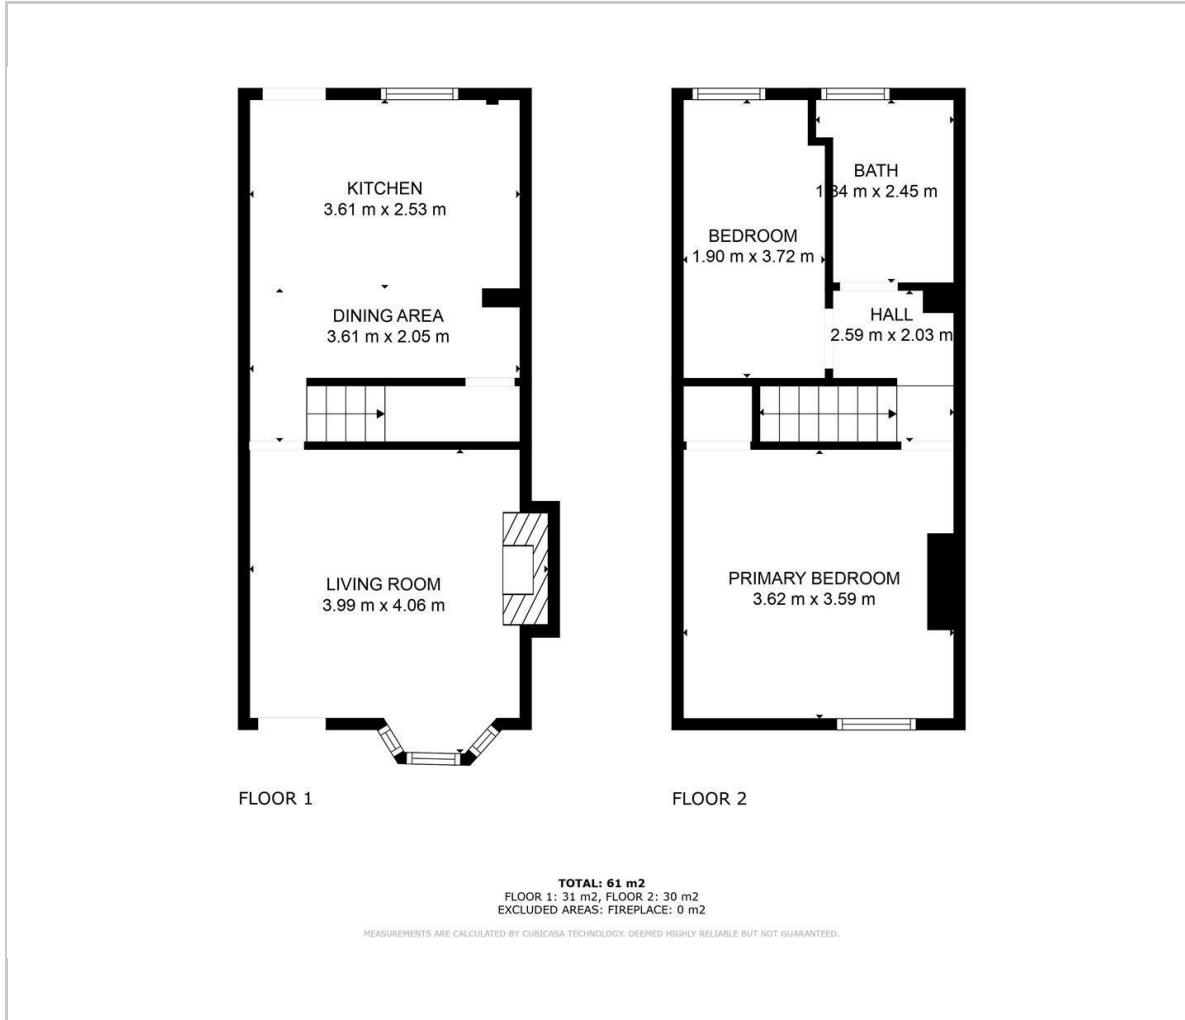 KITCHEN
3.61 m x 2.53 m
DINING AREA
3.61 m x 2.05 m
LIVING ROOM
3.99 m x 4.06 m
FLOOR 1
BATH
1.84 m x 2.45 m
BEDROOM
1.90 m x 3.72 m
HALL
2.59 m x 2.03 m
PRIMARY BEDROOM
3.62 m x 3.59 m
FLOOR 2
TOTAL: 61 m2
FLOOR 1: 31 m2, FLOOR 2: 30 m2
EXCLUDED AREAS: FIREPLACE: 0 m2
MEASUREMENTS ARE CALCULATED BY CUBICASA TECHNOLOGY. DEEMED HIGHLY RELIABLE BUT NOT GUARANTEED.